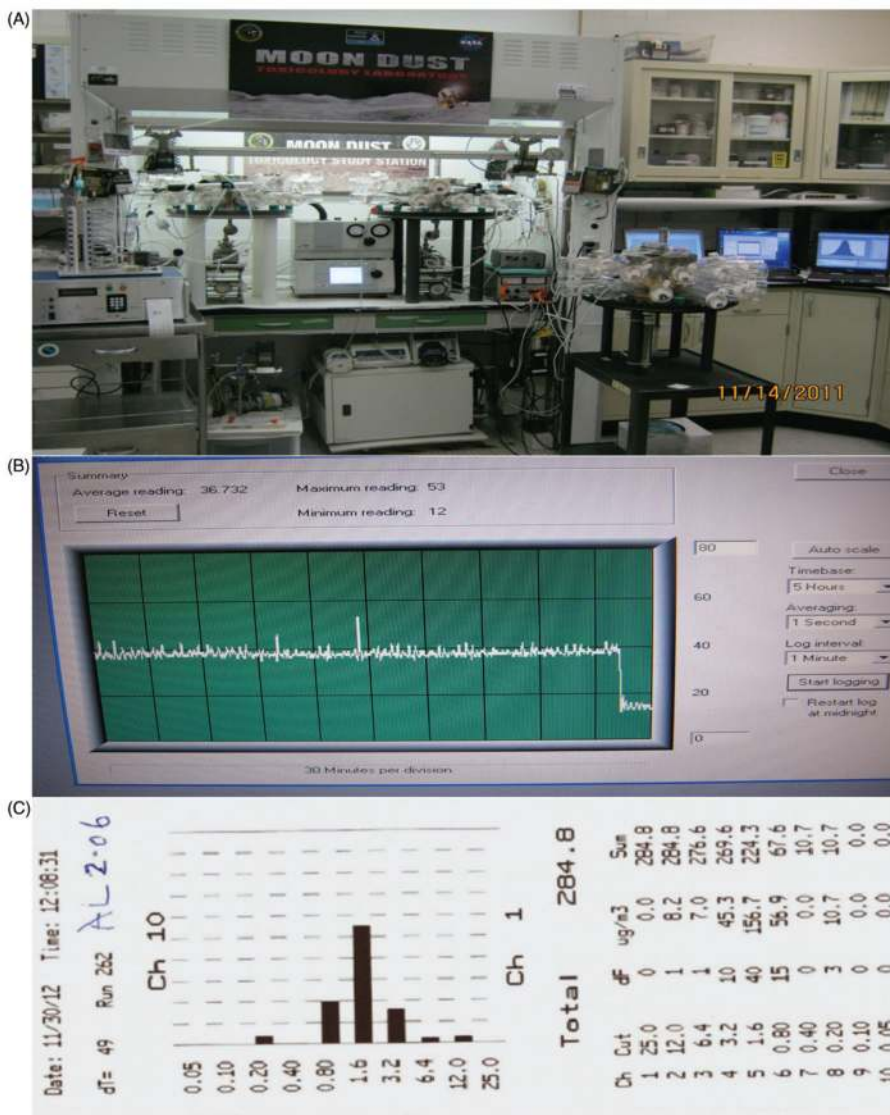 (A)
MOON DUST
TOXICOLOGY LABORATORY
NASA
MOON DUST
TOXICOLOGY STUDY STATION
11/14/2011
(B)
Summary
Average reading: 36.732
Maximum reading: 53
Reset
Minimum reading: 12
Close
80
60
40
20
0
Auto scale
Timebase:
5 Hours
Averaging:
1 Second
Log interval:
1 Minute
Start logging
Restart log
at midnight
30 Minutes per division
(C)
Date: 11/30/12 Time: 12:08:31
dT= 49 Run 262 AL 2.06
Ch 10
0.05
0.10
0.20
0.40
0.80
1.6
3.2
6.4
12.0
25.0
Ch 1
Total 284.8
Ch Cut dF ug/m3 Sum
1 25.0 0 0.0 284.8
2 12.0 1 8.2 284.8
3 6.4 1 7.0 276.6
4 3.2 10 45.3 269.6
5 1.6 40 156.7 224.3
6 0.80 15 56.9 67.6
7 0.40 0 0.0 10.7
8 0.20 3 10.7 10.7
9 0.10 0 0.0 0.0
10 0.05 0 0.0 0.0